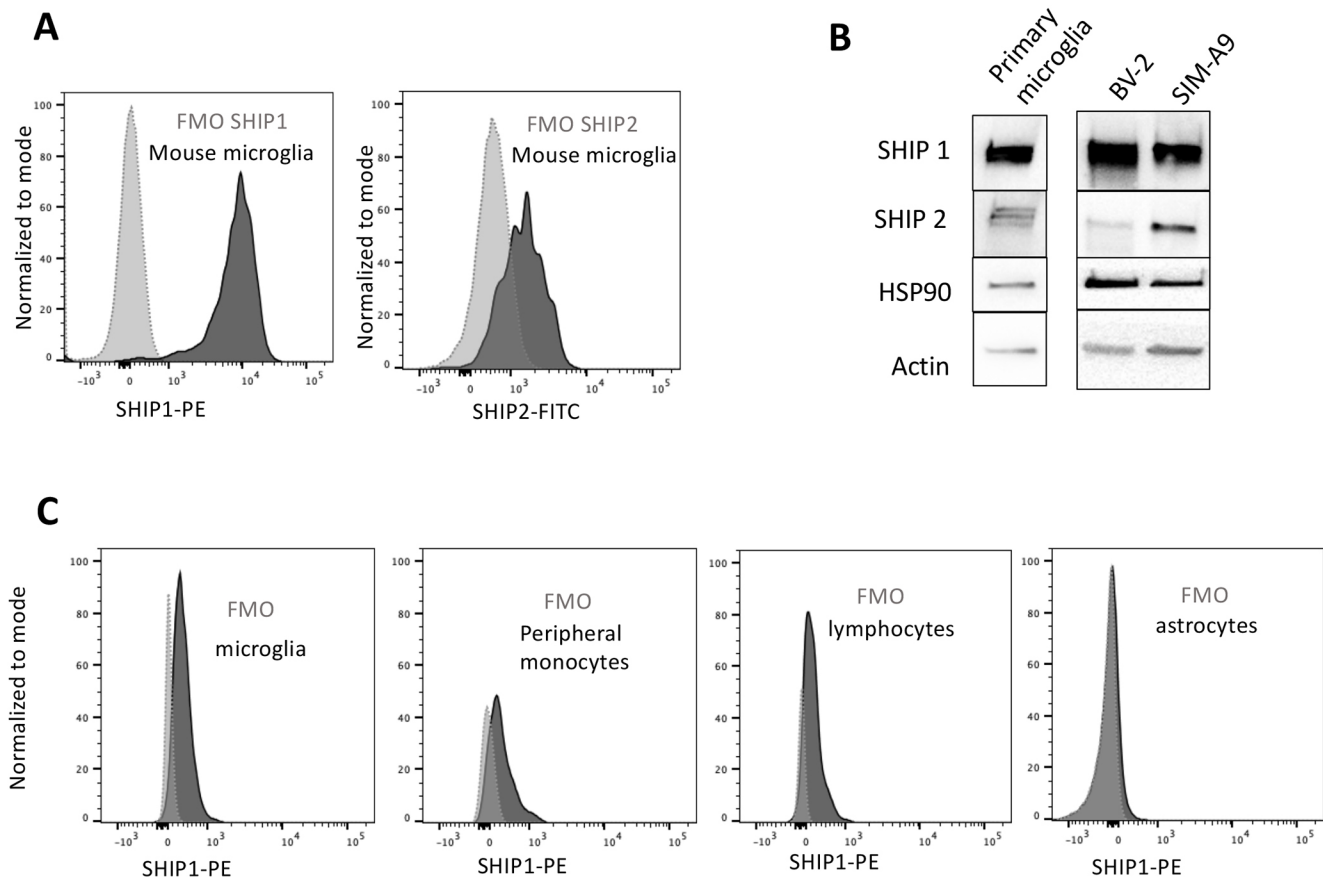 A
100
80
60
40
20
0
Normalized to mode
FMO SHIP1
Mouse microglia
-10³ 0 10³ 10⁴ 10⁵
SHIP1-PE
100
80
60
40
20
0
Normalized to mode
FMO SHIP2
Mouse microglia
-10³ 0 10³ 10⁴ 10⁵
SHIP2-FITC
B
Primary
microglia
BV-2
SIM-A9
SHIP 1
SHIP 2
HSP90
Actin
C
Normalized to mode
100
80
60
40
20
0
FMO
microglia
-10³ 0 10³ 10⁴ 10⁵
SHIP1-PE
100
80
60
40
20
0
FMO
Peripheral
monocytes
-10³ 0 10³ 10⁴ 10⁵
SHIP1-PE
100
80
60
40
20
0
FMO
lymphocytes
-10³ 0 10³ 10⁴ 10⁵
SHIP1-PE
100
80
60
40
20
0
FMO
astrocytes
-10³ 0 10³ 10⁴ 10⁵
SHIP1-PE